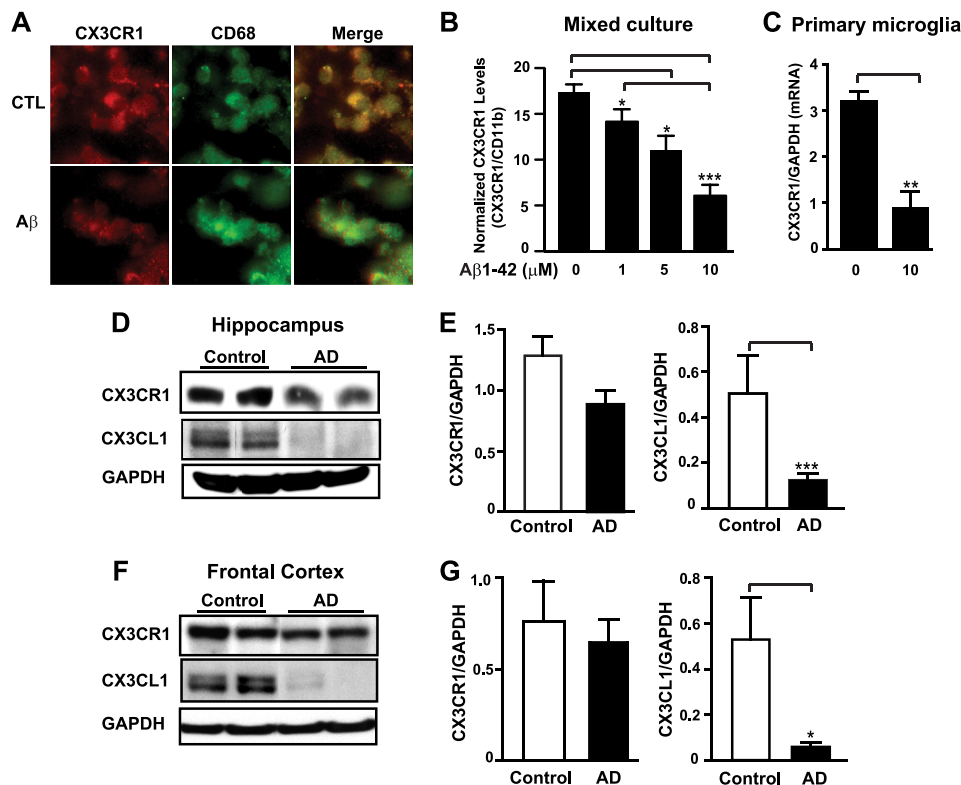 A
CX3CR1 CD68 Merge
CTL
Aβ
B Mixed culture
Normalized CX3CR1 Levels
(CX3CR1/CD11b)
20
15
10
5
0
* * ***
Aβ1-42 (μM) 0 1 5 10
C Primary microglia
CX3CR1/GAPDH (mRNA)
4
3
2
1
0
**
0 10
D Hippocampus
Control AD
CX3CR1
CX3CL1
GAPDH
E
CX3CR1/GAPDH
1.5
1.0
0.5
0
Control AD
CX3CL1/GAPDH
0.8
0.6
0.4
0.2
0
***
Control AD
F Frontal Cortex
Control AD
CX3CR1
CX3CL1
GAPDH
G
CX3CR1/GAPDH
1.0
0.5
0
Control AD
CX3CL1/GAPDH
0.8
0.6
0.4
0.2
0
*
Control AD